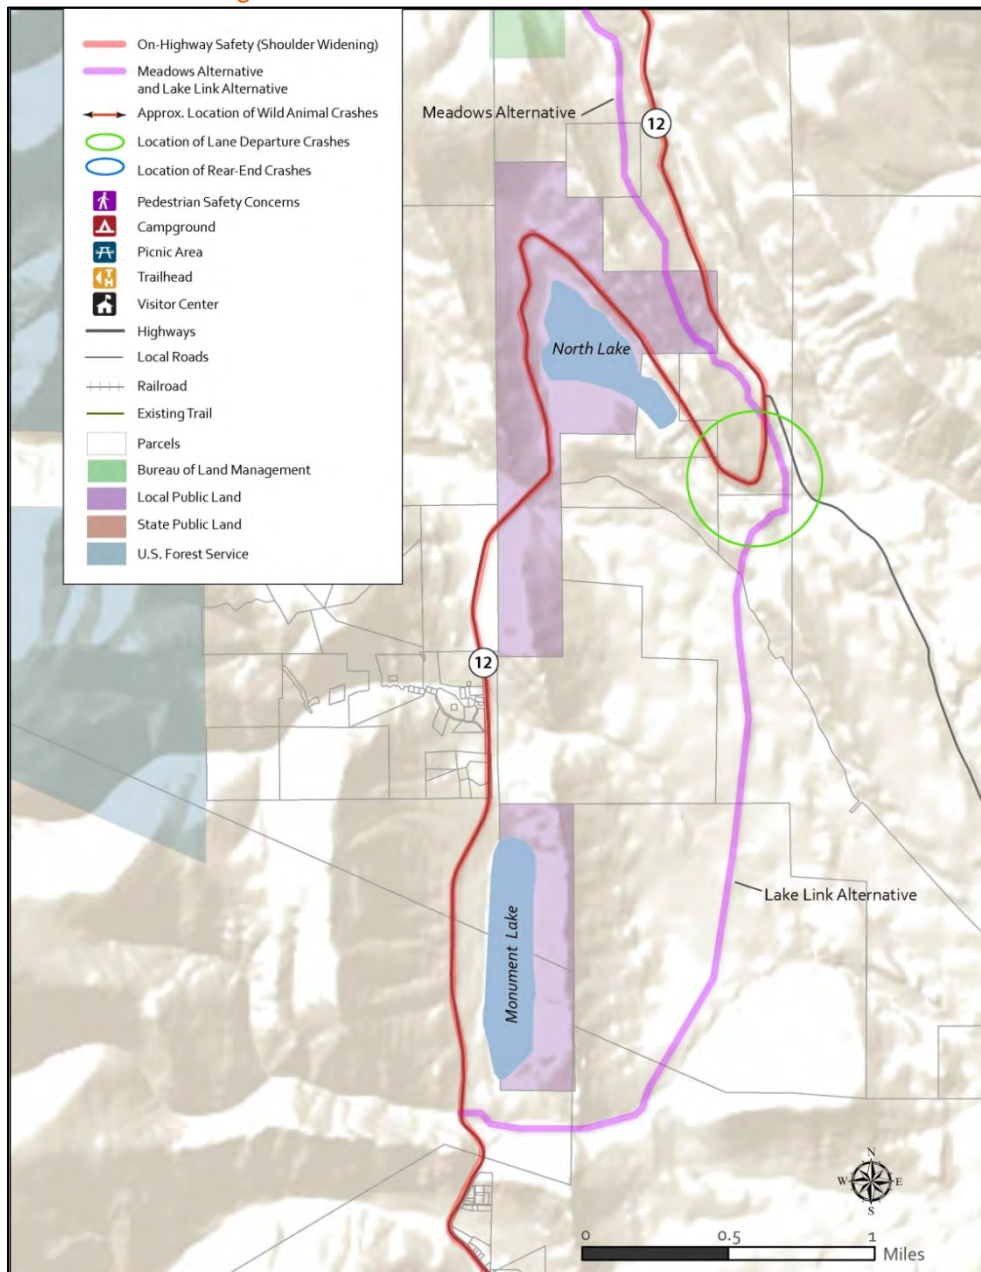 On-Highway Safety (Shoulder Widening)
Meadows Alternative
and Lake Link Alternative
Approx. Location of Wild Animal Crashes
Location of Lane Departure Crashes
Location of Rear-End Crashes
Pedestrian Safety Concerns
Campground
Picnic Area
T
H
Trailhead
Visitor Center
Highways
Local Roads
Railroad
Existing Trail
Parcels
Bureau of Land Management
Local Public Land
State Public Land
U.S. Forest Service
Meadows Alternative
12
North Lake
12
Lake Link Alternative
Monument Lake
N
W
E
S
0
0.5
1
Miles